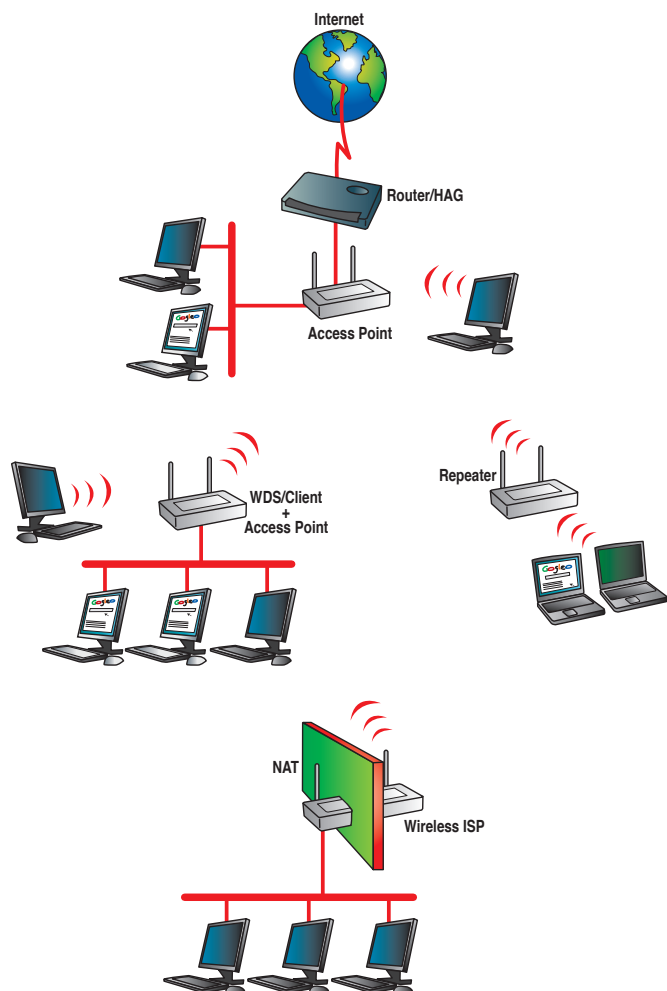 Internet
Router/HAG
Access Point
WDS/Client
+
Access Point
Repeater
NAT
Wireless ISP